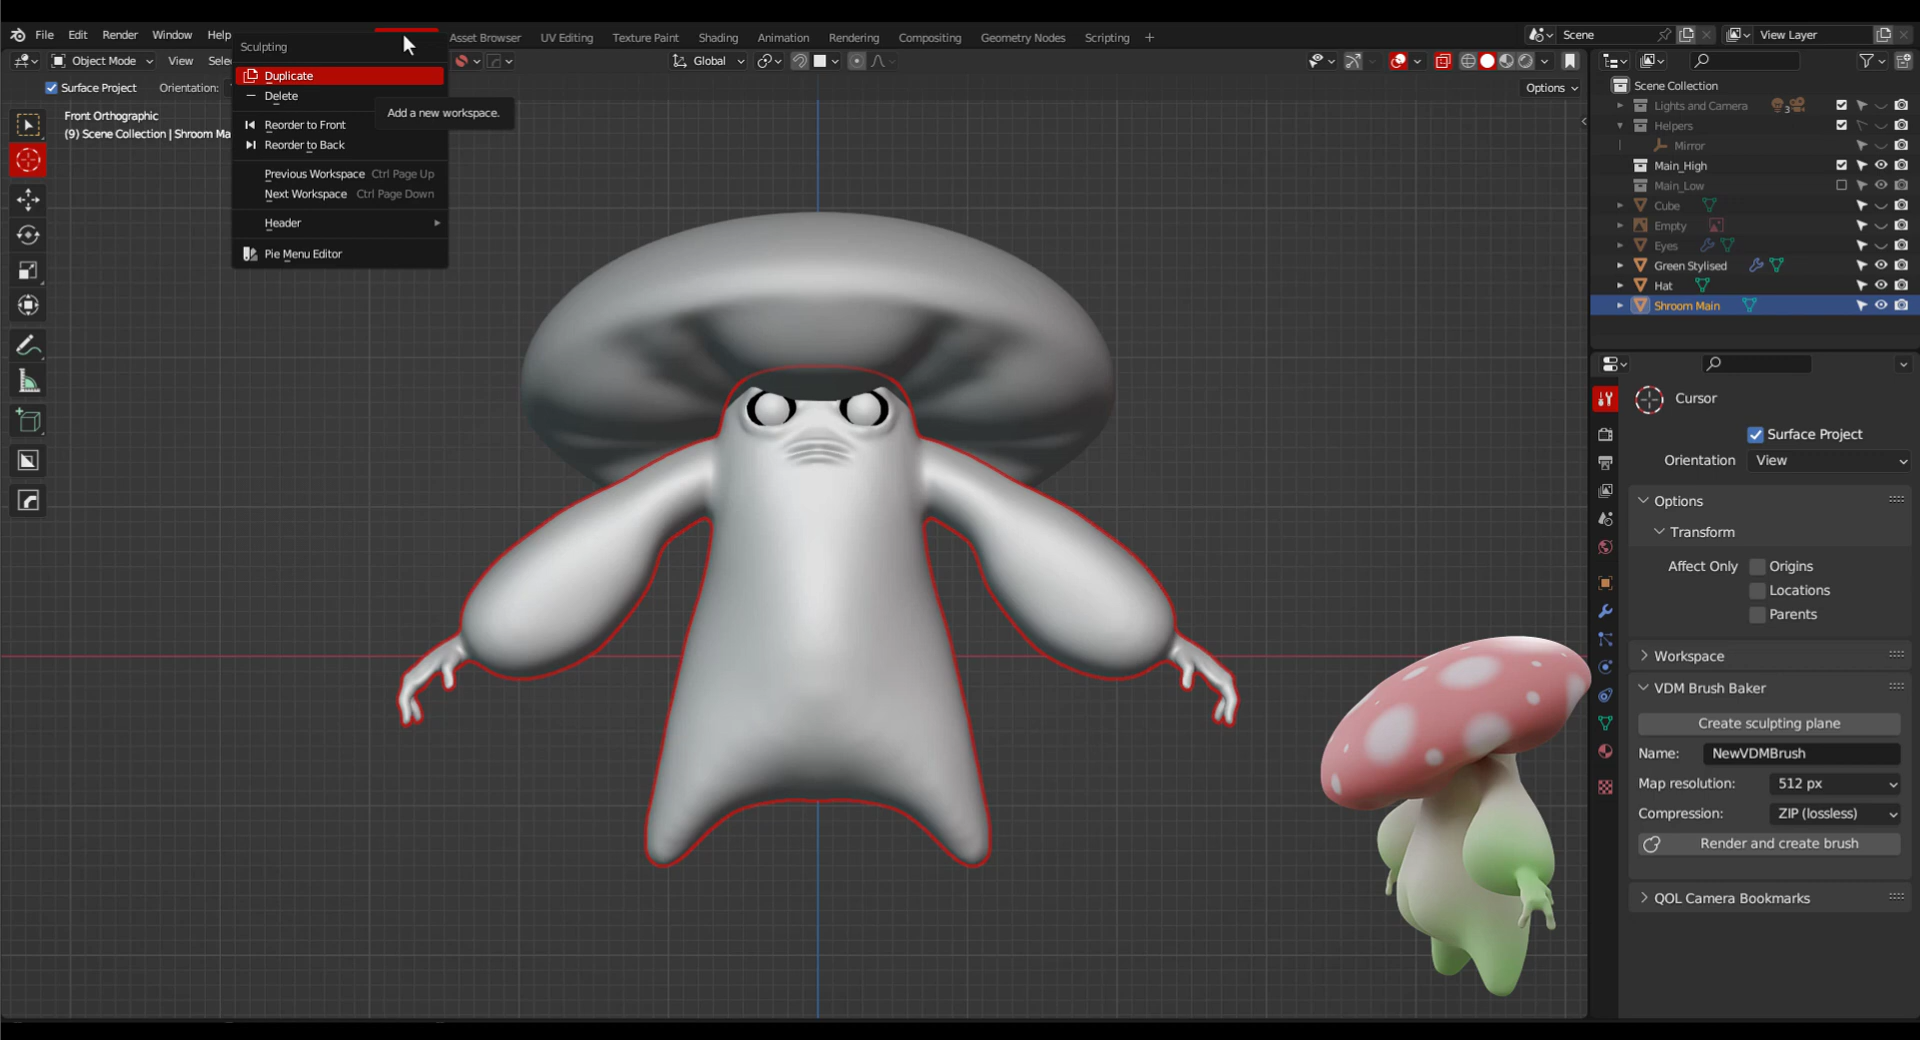 File Edit Render Window Help
Asset Browser UV Editing Texture Paint Shading Animation Rendering Compositing Geometry Nodes Scripting +
Scene
View Layer
Object Mode View
Global
Surface Project Orientation:
Options
Front Orthographic
(9) Scene Collection | Shroom Ma
Sculpting
Duplicate
Delete
Add a new workspace.
Reorder to Front
Reorder to Back
Previous Workspace Ctrl Page Up
Next Workspace Ctrl Page Down
Header
Pie Menu Editor
Scene Collection
Lights and Camera 3
Helpers
Mirror
Main_High
Main_Low
Cube
Empty
Eyes
Green Stylised
Hat
Shroom Main
Cursor
Surface Project
Orientation View
Options
Transform
Affect Only Origins
Locations
Parents
Workspace
VDM Brush Baker
Create sculpting plane
Name: NewVDMBrush
Map resolution: 512 px
Compression: ZIP (lossless)
Render and create brush
QOL Camera Bookmarks